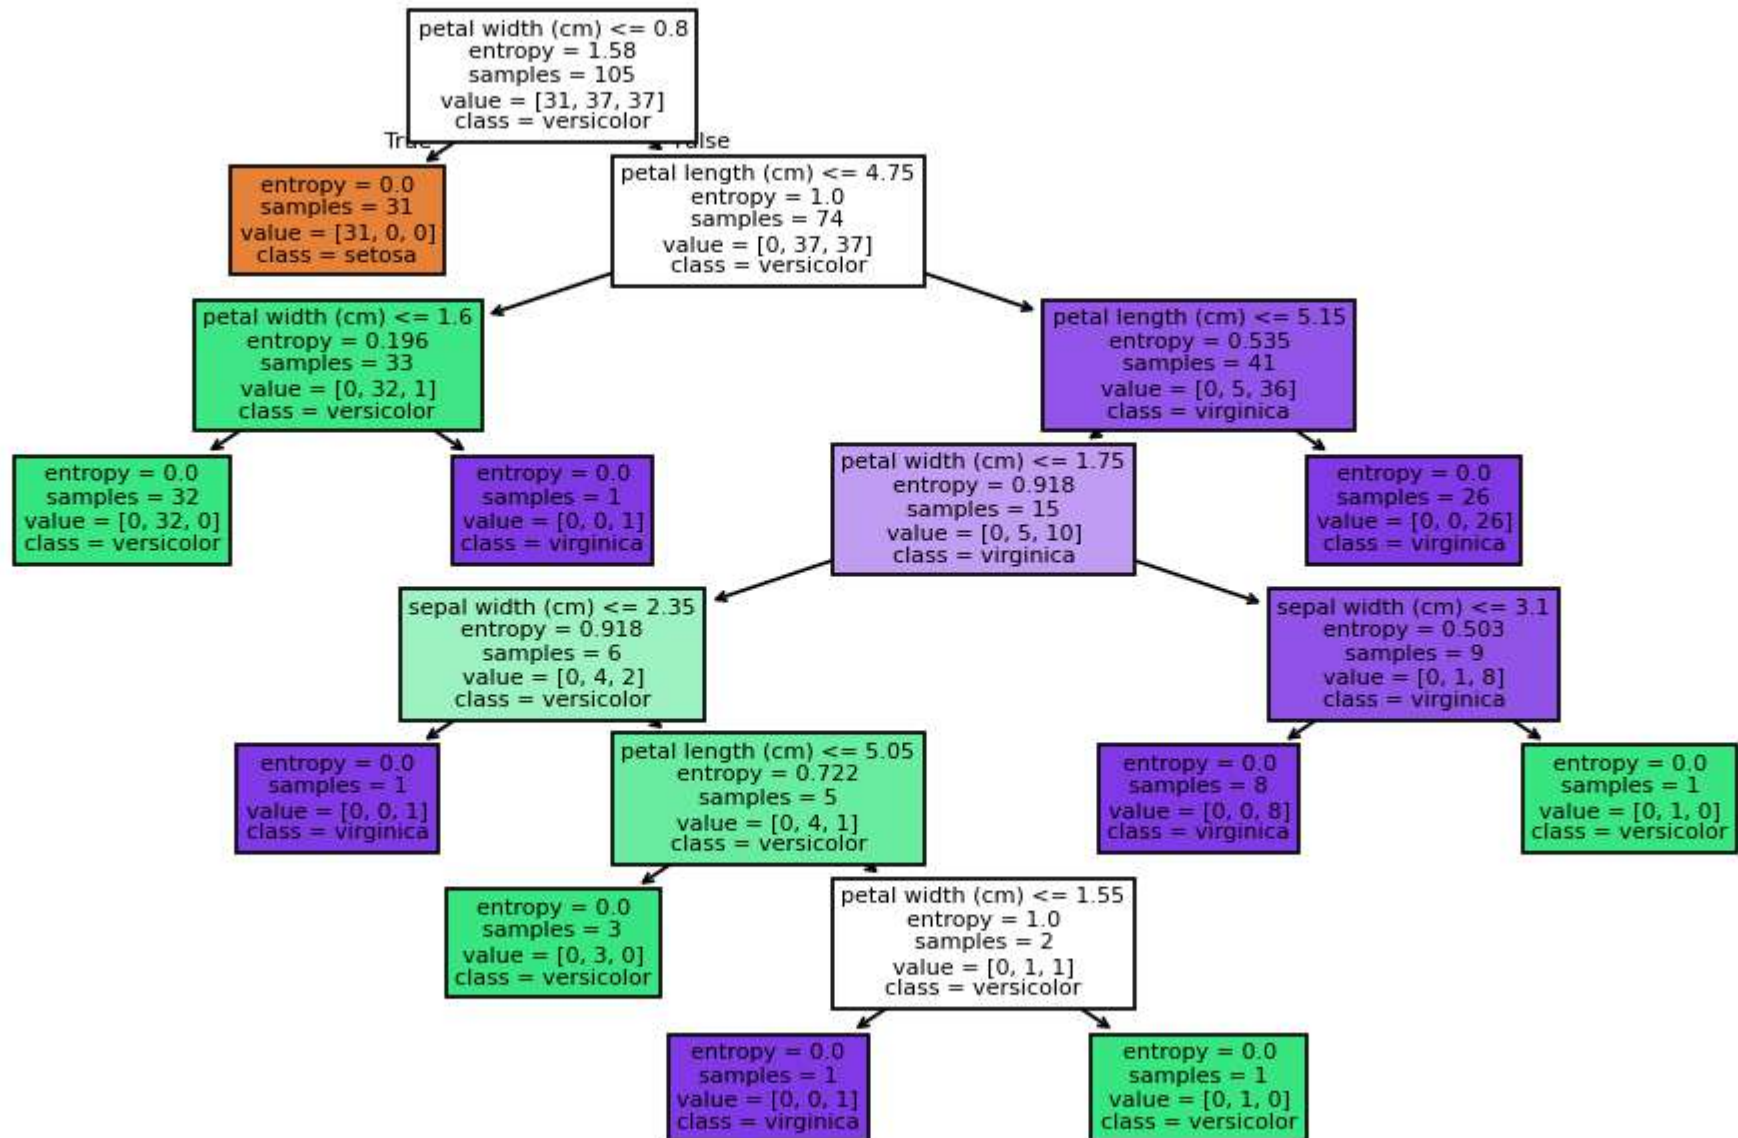 petal width (cm) <= 0.8
entropy = 1.58
samples = 105
value = [31, 37, 37]
class = versicolor
True
False
entropy = 0.0
samples = 31
value = [31, 0, 0]
class = setosa
petal length (cm) <= 4.75
entropy = 1.0
samples = 74
value = [0, 37, 37]
class = versicolor
petal width (cm) <= 1.6
entropy = 0.196
samples = 33
value = [0, 32, 1]
class = versicolor
petal length (cm) <= 5.15
entropy = 0.535
samples = 41
value = [0, 5, 36]
class = virginica
entropy = 0.0
samples = 32
value = [0, 32, 0]
class = versicolor
entropy = 0.0
samples = 1
value = [0, 0, 1]
class = virginica
petal width (cm) <= 1.75
entropy = 0.918
samples = 15
value = [0, 5, 10]
class = virginica
entropy = 0.0
samples = 26
value = [0, 0, 26]
class = virginica
sepal width (cm) <= 2.35
entropy = 0.918
samples = 6
value = [0, 4, 2]
class = versicolor
sepal width (cm) <= 3.1
entropy = 0.503
samples = 9
value = [0, 1, 8]
class = virginica
entropy = 0.0
samples = 1
value = [0, 0, 1]
class = virginica
petal length (cm) <= 5.05
entropy = 0.722
samples = 5
value = [0, 4, 1]
class = versicolor
entropy = 0.0
samples = 8
value = [0, 0, 8]
class = virginica
entropy = 0.0
samples = 1
value = [0, 1, 0]
class = versicolor
entropy = 0.0
samples = 3
value = [0, 3, 0]
class = versicolor
petal width (cm) <= 1.55
entropy = 1.0
samples = 2
value = [0, 1, 1]
class = versicolor
entropy = 0.0
samples = 1
value = [0, 0, 1]
class = virginica
entropy = 0.0
samples = 1
value = [0, 1, 0]
class = versicolor